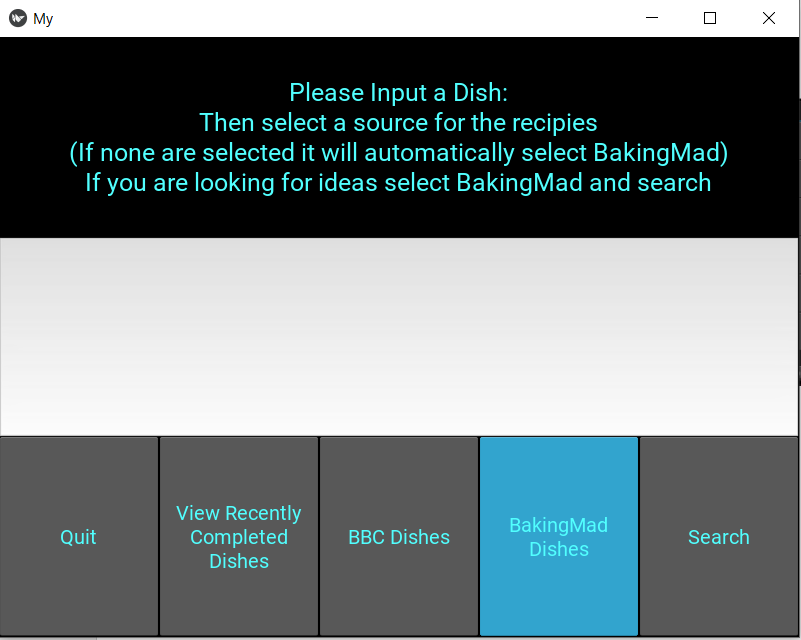 My
Please Input a Dish:
Then select a source for the recipies
(If none are selected it will automatically select BakingMad)
If you are looking for ideas select BakingMad and search
Quit
View Recently
Completed
Dishes
BBC Dishes
BakingMad
Dishes
Search